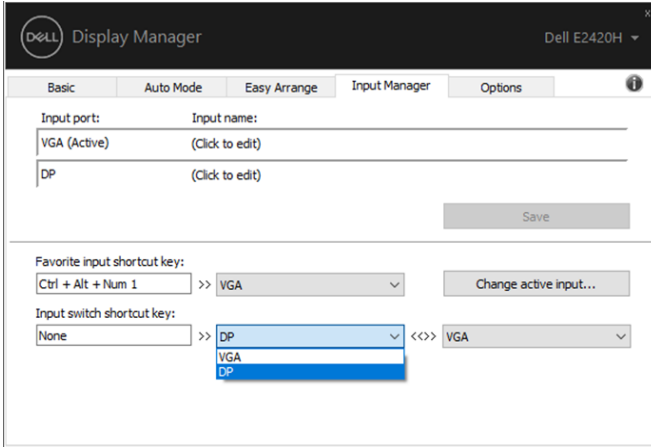 x
DELL Display Manager Dell E2420H
Basic Auto Mode Easy Arrange Input Manager Options i
Input port: Input name:
VGA (Active) (Click to edit)
DP (Click to edit)
Save
Favorite input shortcut key:
Ctrl + Alt + Num 1 >> VGA Change active input...
Input switch shortcut key:
None >> DP <<>> VGA
VGA
DP